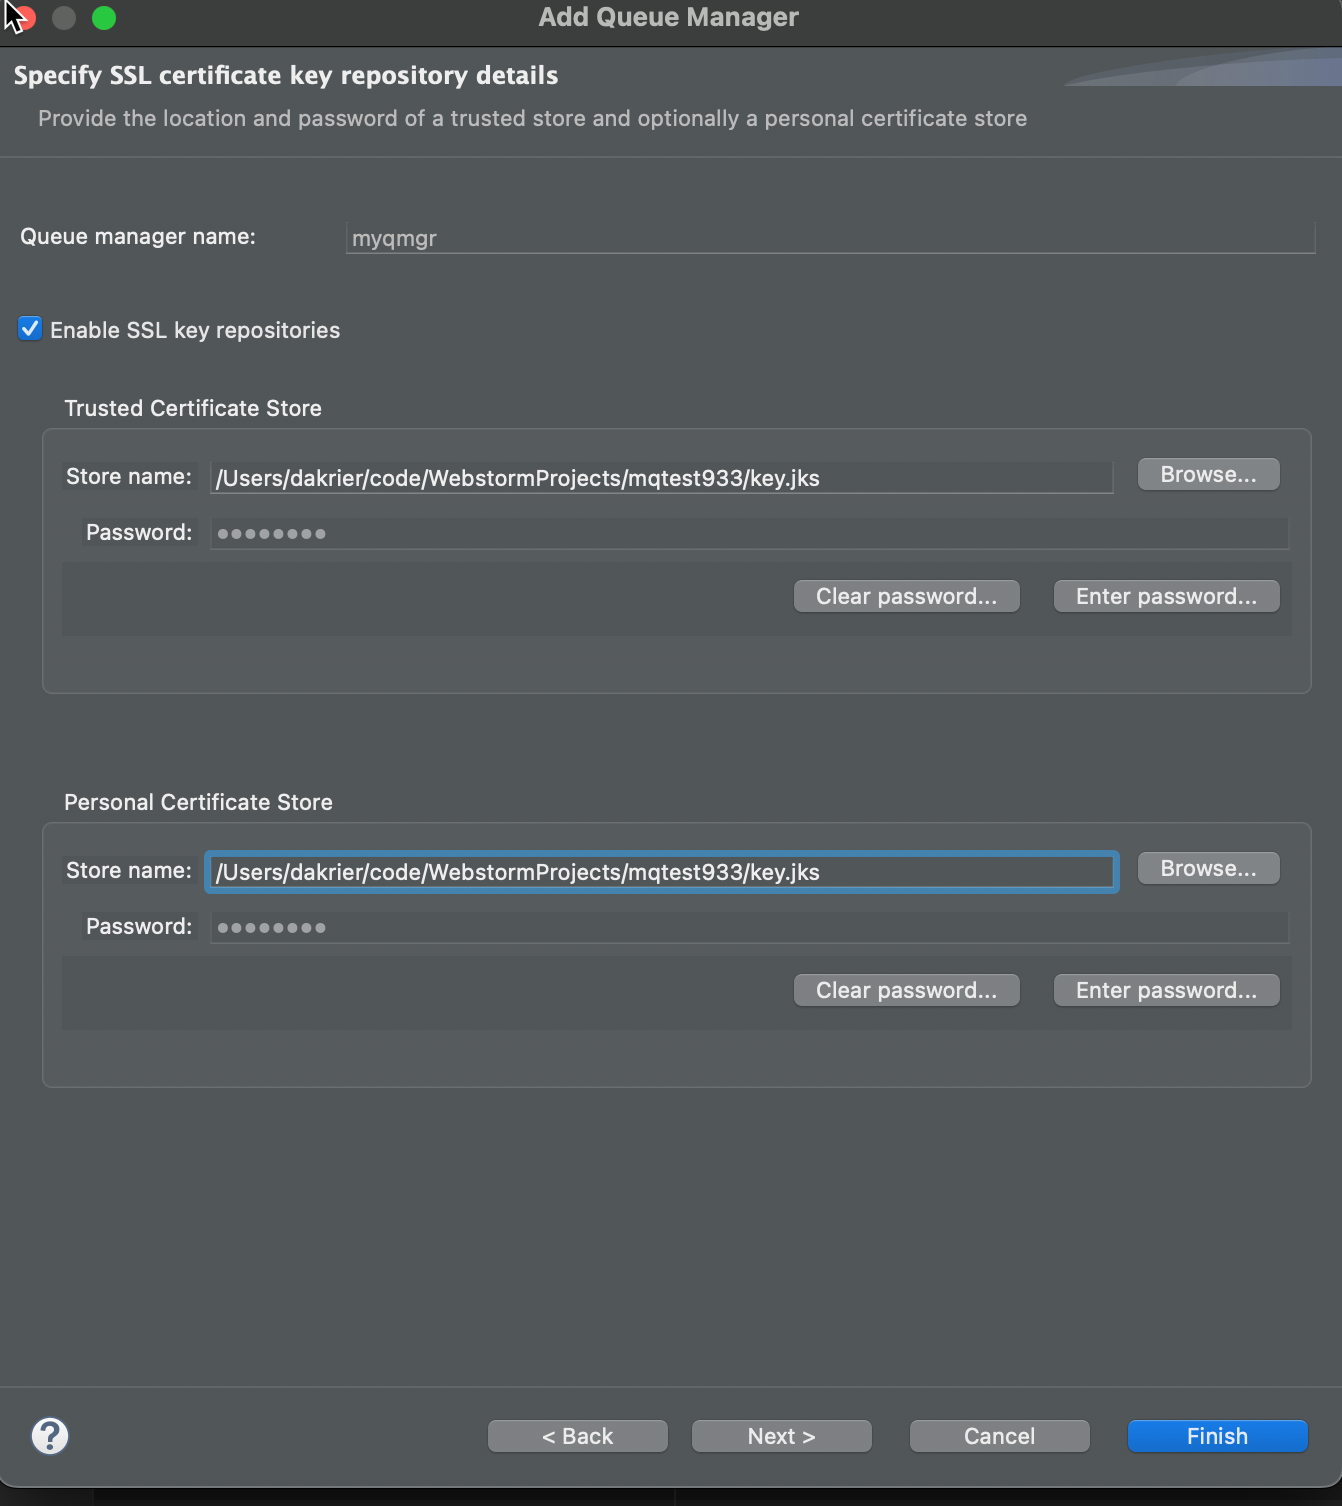 Add Queue Manager
Specify SSL certificate key repository details
Provide the location and password of a trusted store and optionally a personal certificate store
Queue manager name: myqmgr
Enable SSL key repositories
Trusted Certificate Store
Store name: /Users/dakrier/code/WebstormProjects/mqtest933/key.jks Browse...
Password: ••••••••
Clear password... Enter password...
Personal Certificate Store
Store name: /Users/dakrier/code/WebstormProjects/mqtest933/key.jks Browse...
Password: ••••••••
Clear password... Enter password...
? < Back Next > Cancel Finish